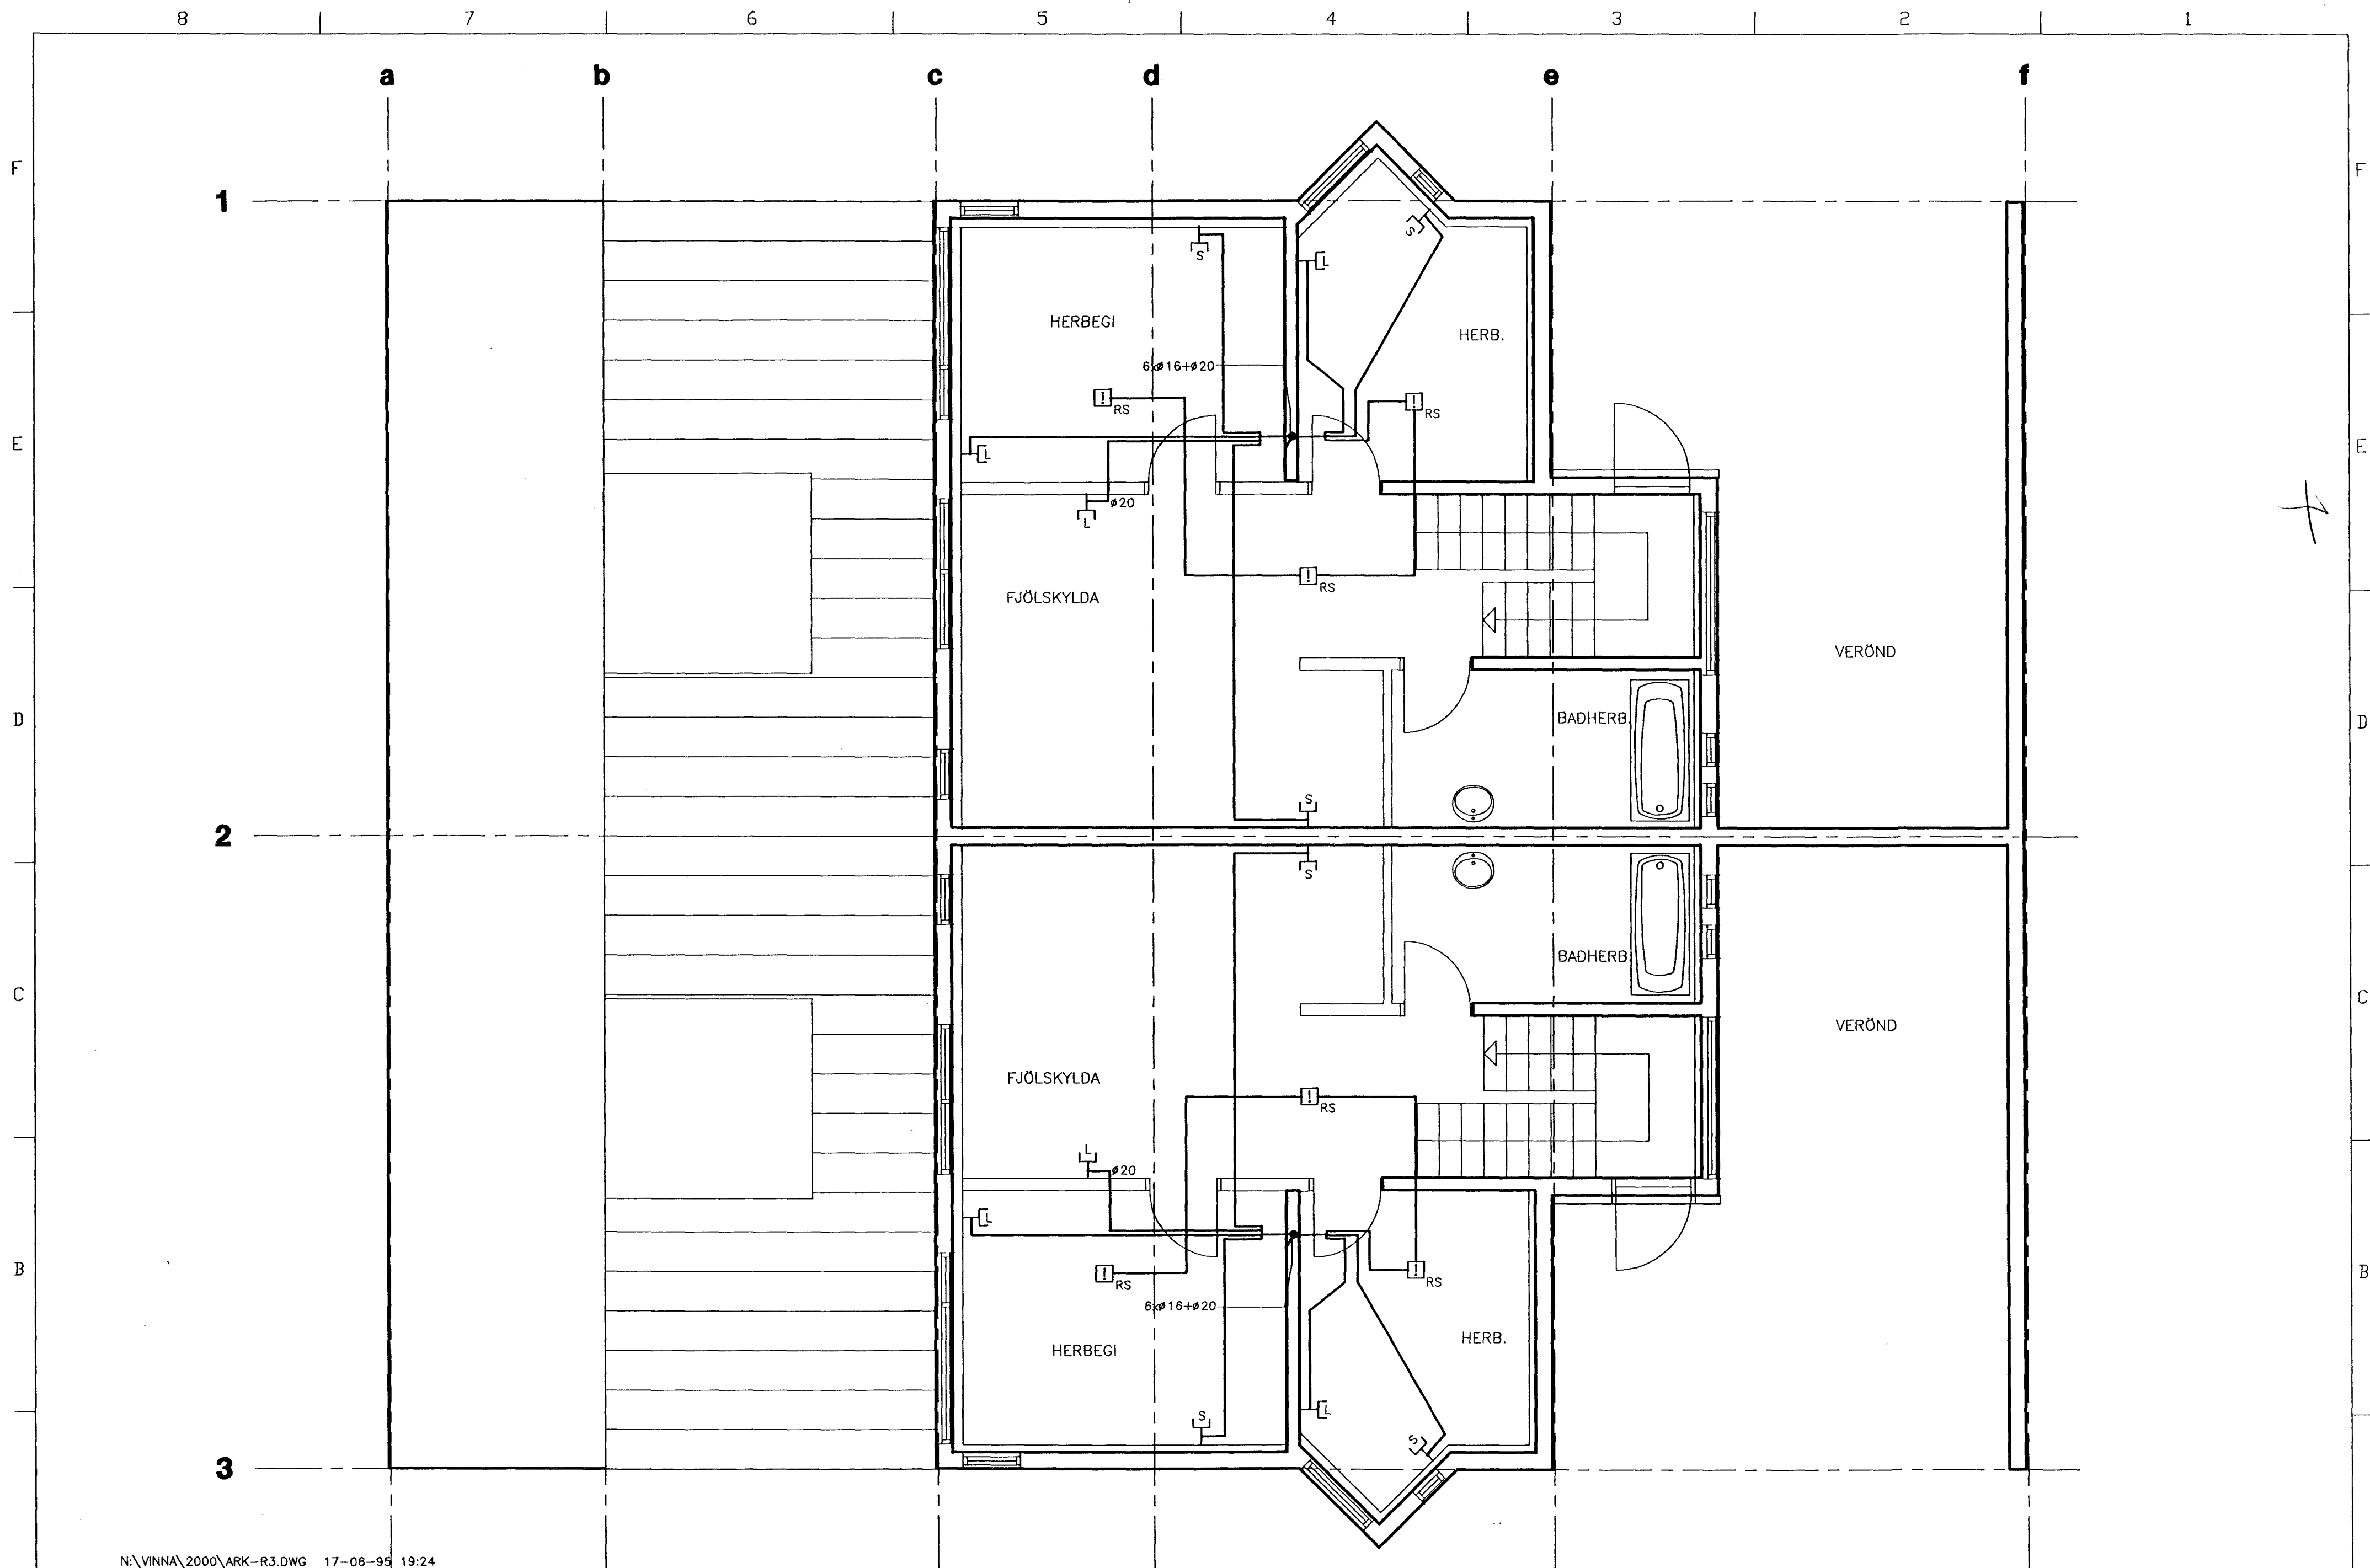 8 7 6 5 4 3 2 1
a b c d e f
F F
1
S
S
L
HERBEGI
HERB.
6xø16+ø20
! RS
! RS
E E
L
ø20
L
! RS
FJÖLSKYLDA
VERÖND
D D
BAÐHERB.
S
2
S
BAÐHERB.
C C
VERÖND
FJÖLSKYLDA
! RS
L
ø20
L
B B
! RS
! RS
6xø16+ø20
HERB.
HERBEGI
L
S
S
3
N:\VINNA\2000\ARK-R3.DWG 17-06-95 19:24